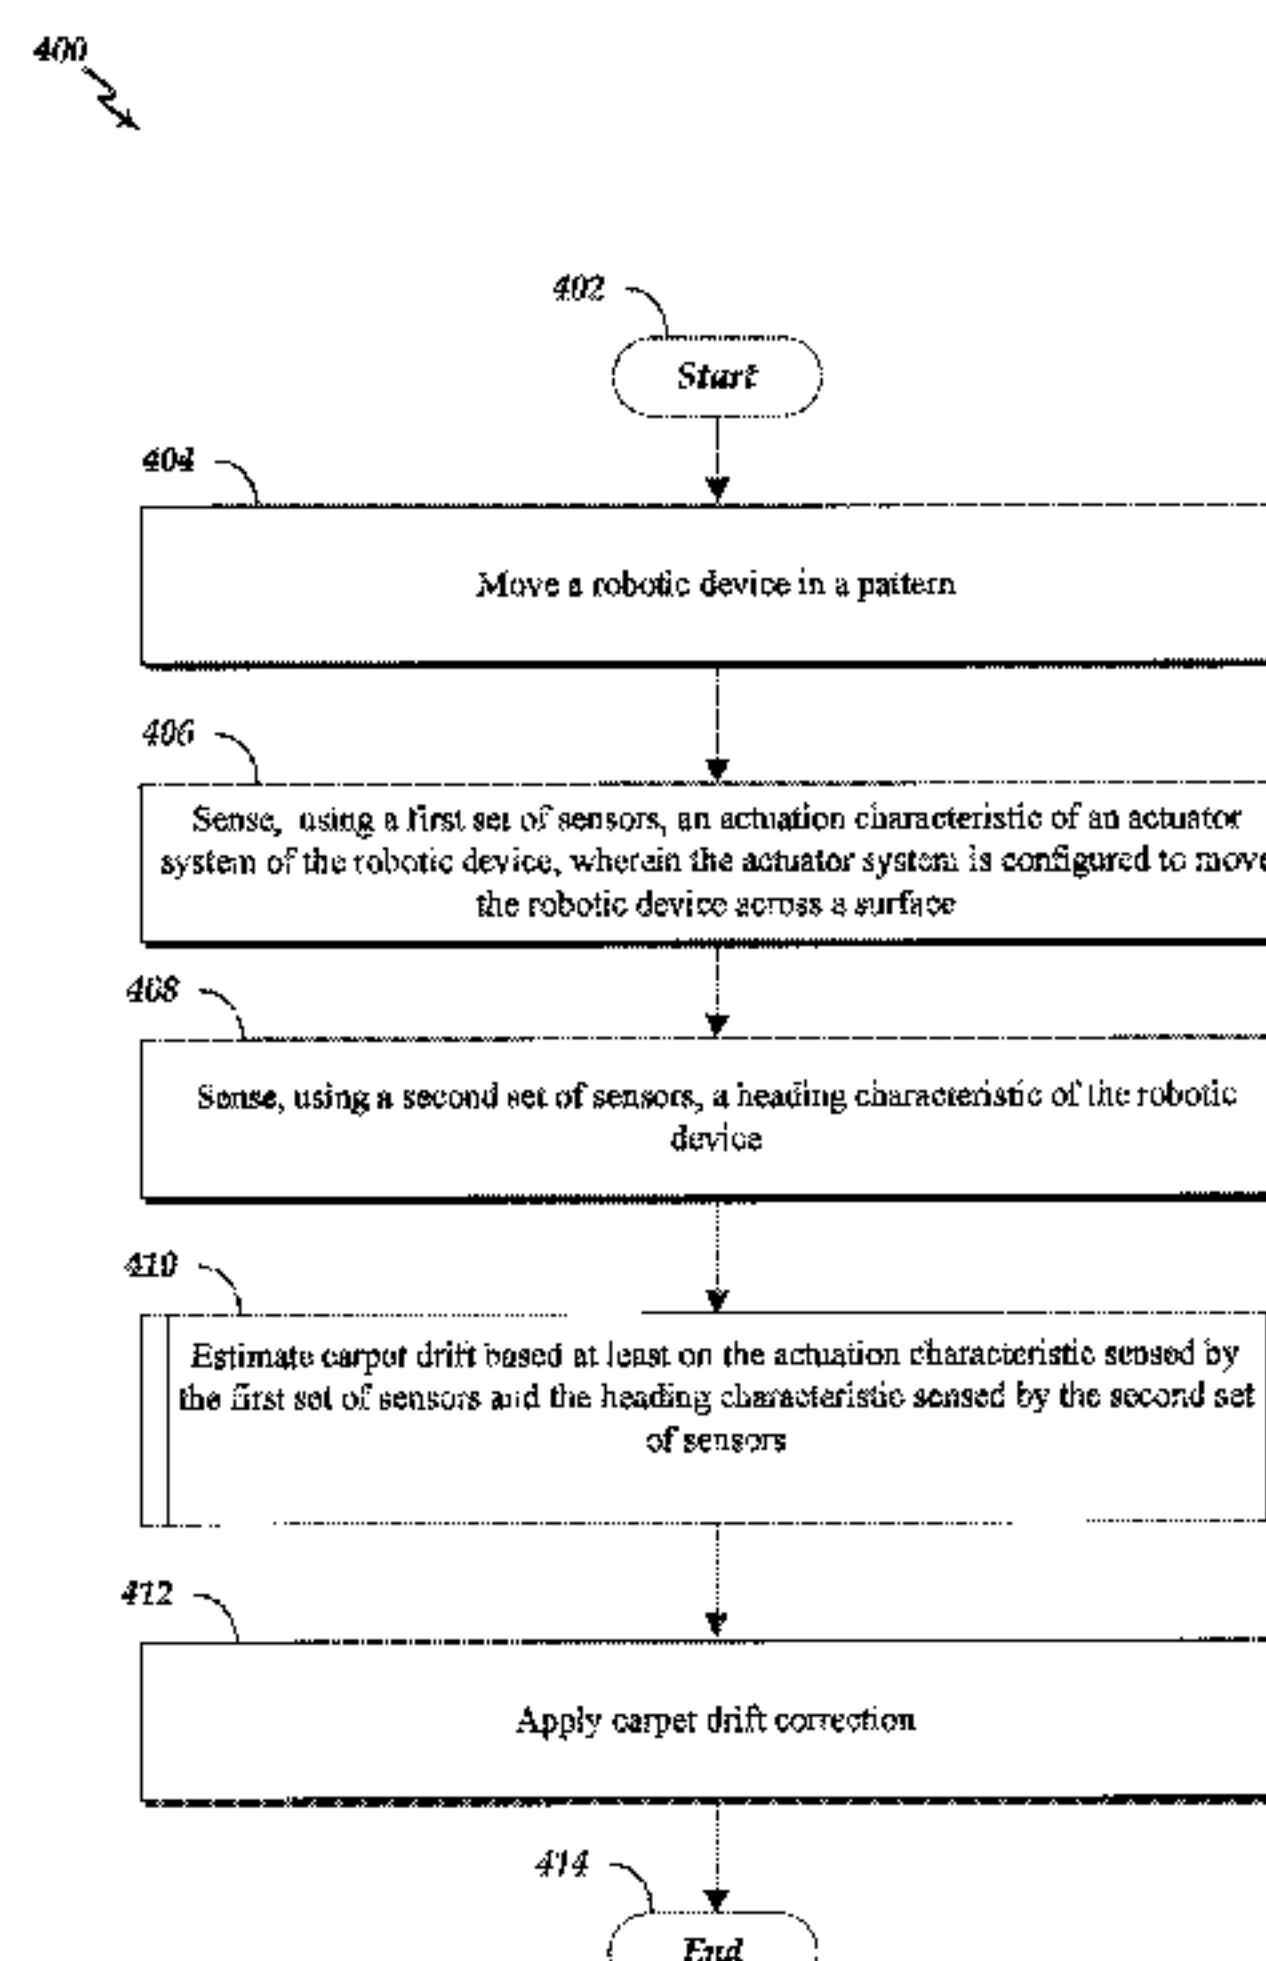 400
402
Start
404
Move a robotic device in a pattern
406
Sense, using a first set of sensors, an actuation characteristic of an actuator
system of the robotic device, wherein the actuator system is configured to move
the robotic device across a surface
408
Sense, using a second set of sensors, a heading characteristic of the robotic
device
410
Estimate carpet drift based at least on the actuation characteristic sensed by
the first set of sensors and the heading characteristic sensed by the second set
of sensors
412
Apply carpet drift correction
414
End